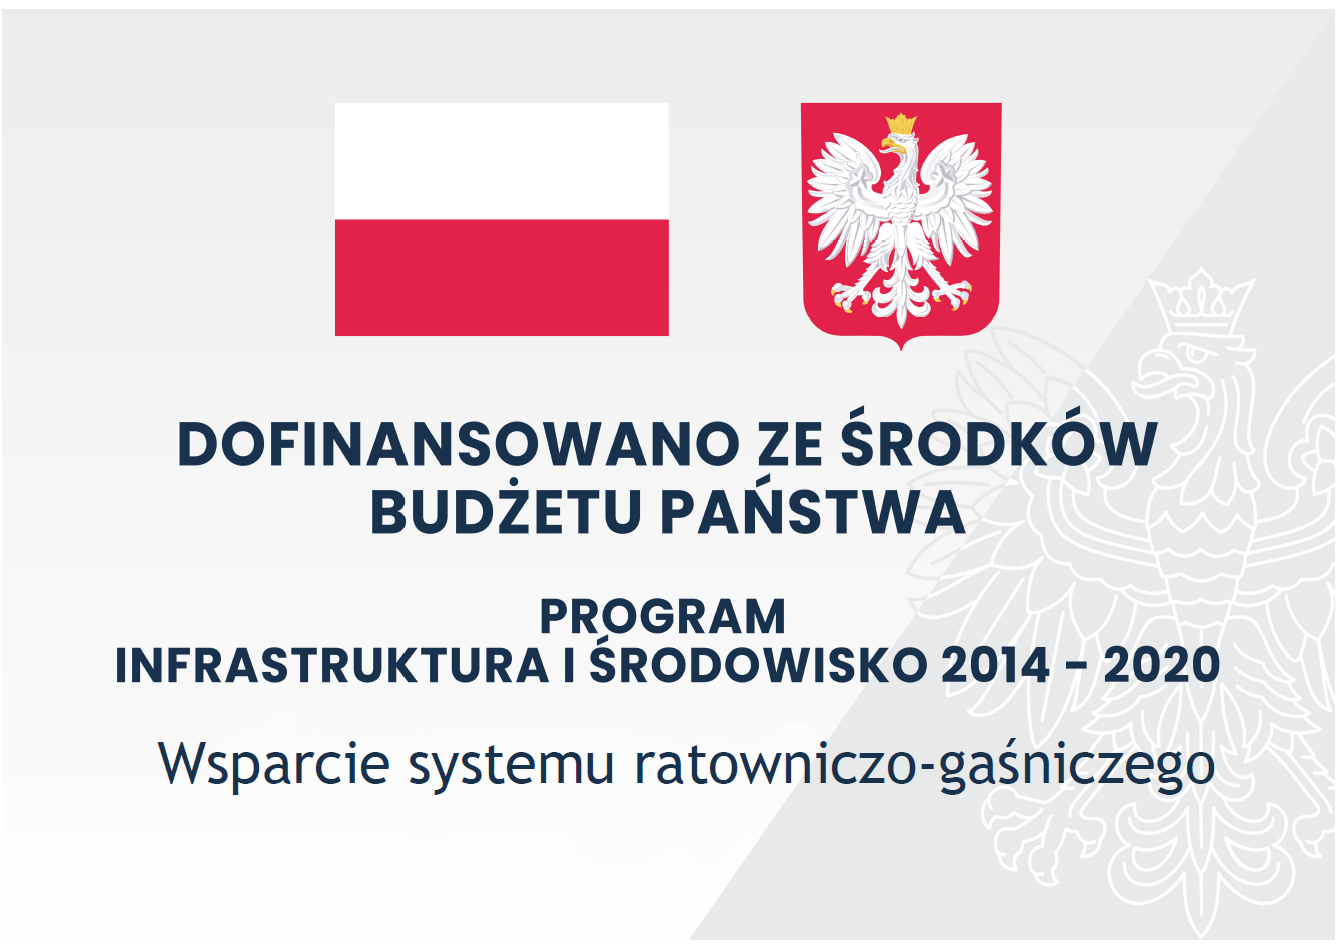 DOFINANSOWANO ZE ŚRODKÓW
BUDŻETU PAŃSTWA
PROGRAM
INFRASTRUKTURA I ŚRODOWISKO 2014 - 2020
Wsparcie systemu ratowniczo-gaśniczego